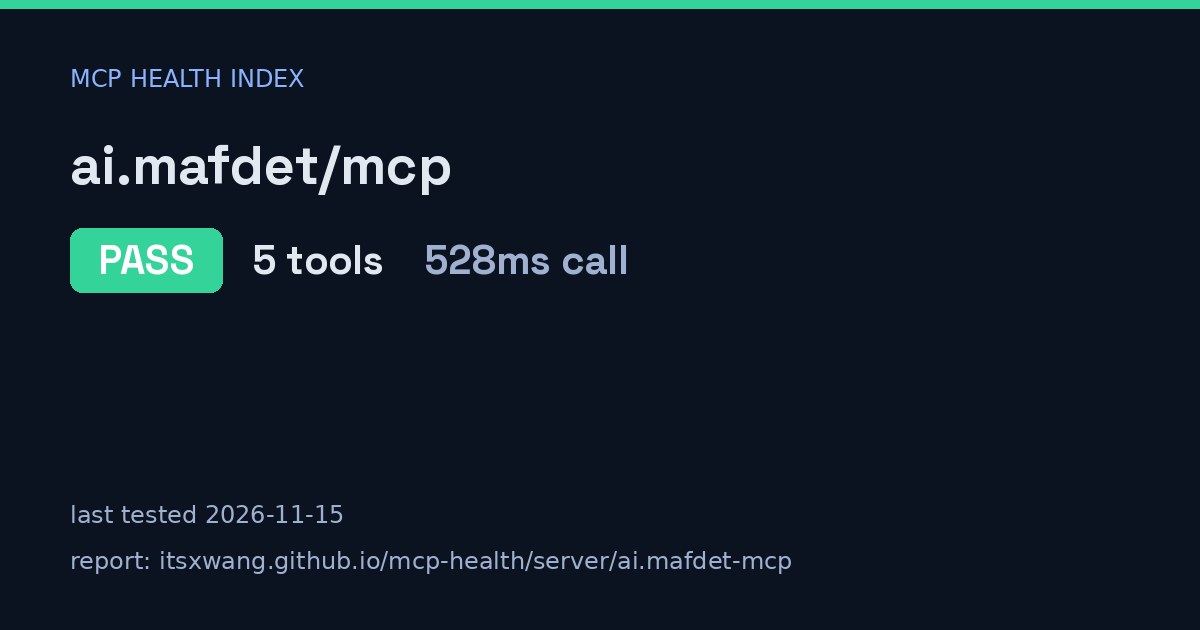 MCP HEALTH INDEX
ai.mafdet/mcp
PASS 5 tools 528ms call
last tested 2026-11-15
report: itsxwang.github.io/mcp-health/server/ai.mafdet-mcp